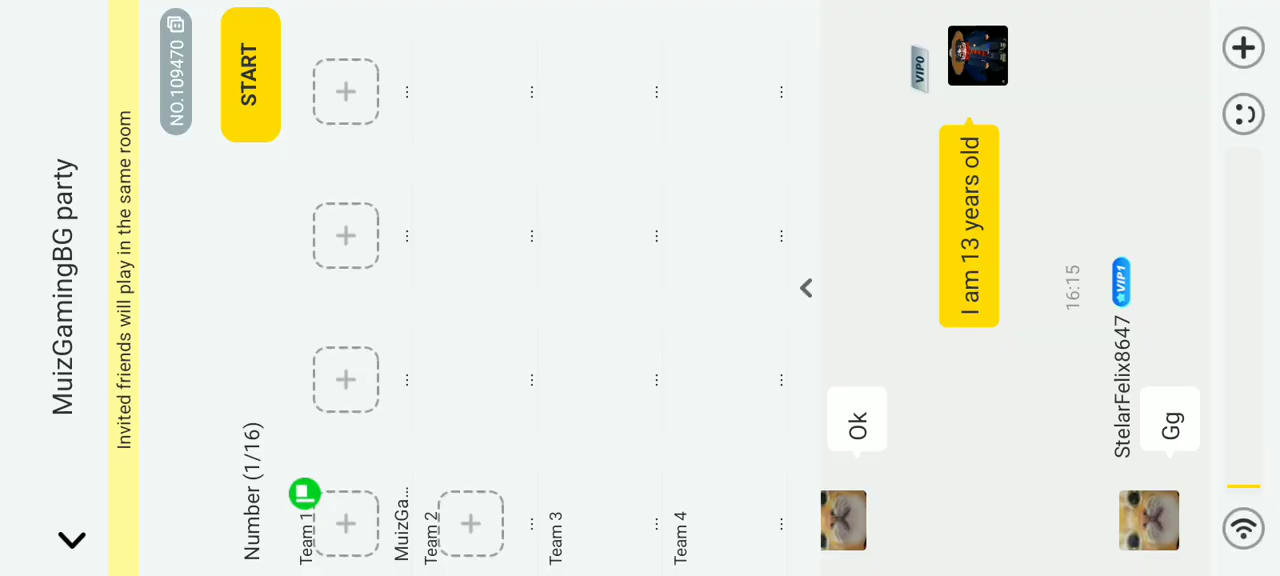 MuizGamingBG party
Invited friends will play in the same room
NO.109470
START
Number (1/16)
Team 1
MuizGa...
...
...
...
Team 2
...
...
...
...
Team 3
...
...
...
...
Team 4
...
...
...
...
Ok
VIP0
I am 13 years old
16:15
StelarFelix8647 VIP1
Gg